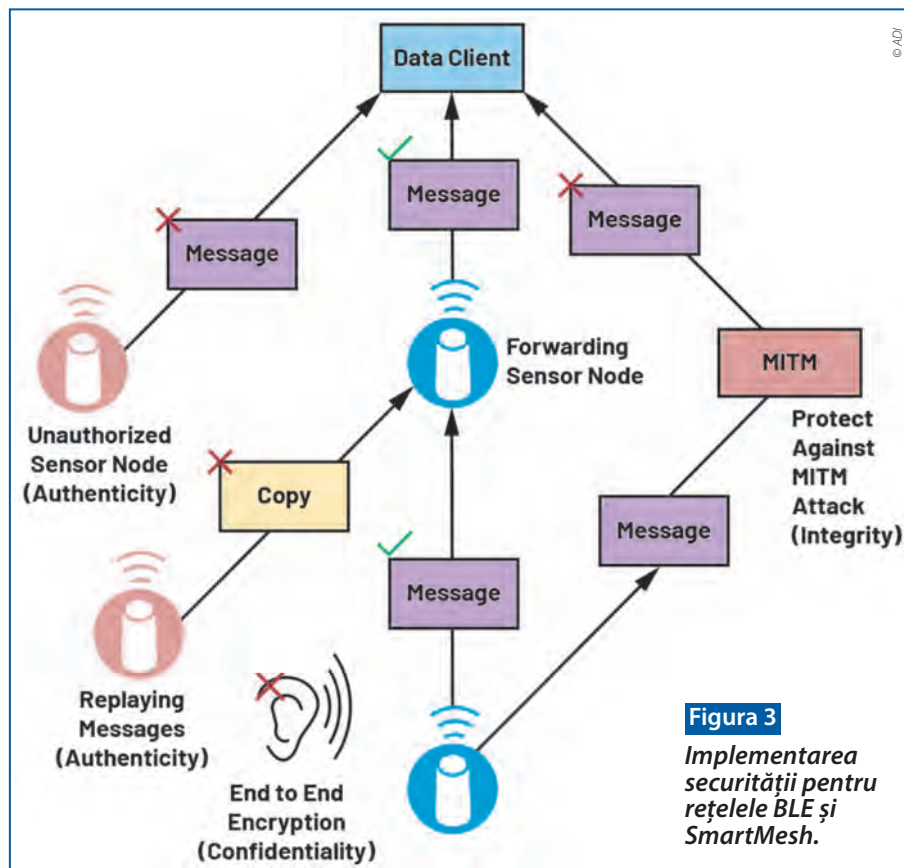 © ADI
Data Client
Message
Message
Message
Forwarding
Sensor Node
MITM
Unauthorized
Sensor Node
(Authenticity)
Protect
Against
MITM
Attack
(Integrity)
Copy
Message
Message
Replaying
Messages
(Authenticity)
End to End
Encryption
(Confidentiality)
Figura 3
Implementarea
securității pentru
rețelele BLE și
SmartMesh.